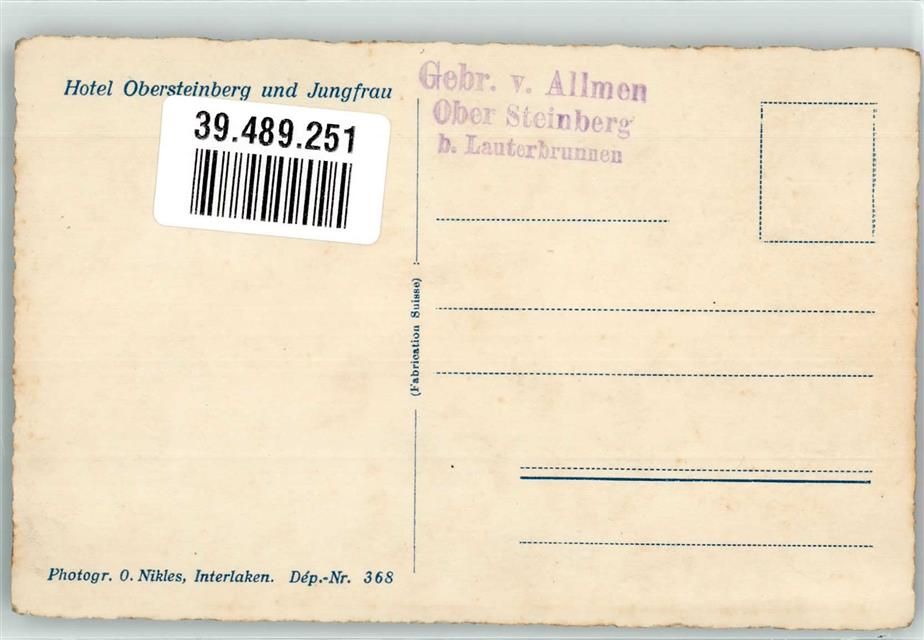 Hotel Obersteinberg und Jungfrau
39.489.251
Gebr. v. Allmen
Ober Steinberg
b. Lauterbrunnen
(Fabrication Suisse)
Photogr. O. Nikles, Interlaken. Dép.-Nr. 368